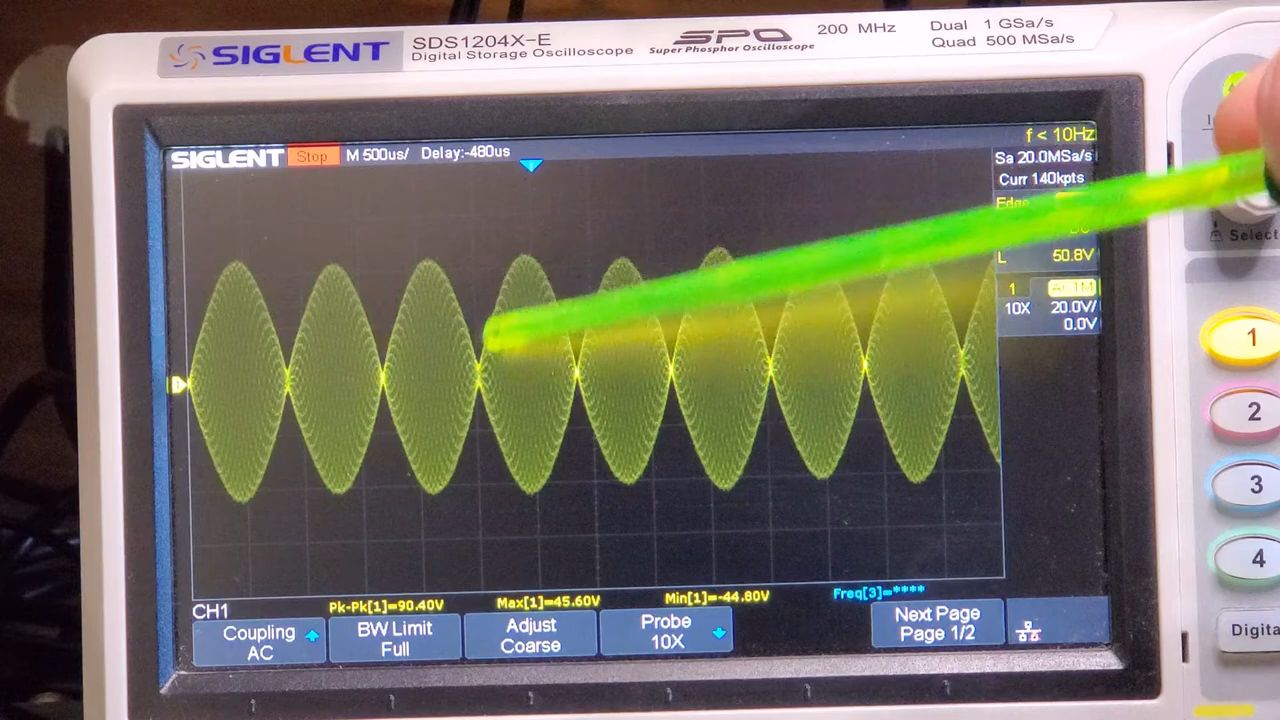 SIGLENT
SDS1204X-E
Digital Storage Oscilloscope
SPO
Super Phosphor Oscilloscope
200 MHz
Dual 1 GSa/s
Quad 500 MSa/s
SIGLENT Stop M 500us/ Delay:-480us
f < 10Hz
Sa 20.0MSa/s
Curr 140kpts
Edge
L 50.8V
1 AC1M
10X 20.0V/
0.0V
Select
1
2
3
4
CH1
Pk-Pk[1]=90.40V Max[1]=45.60V Min[1]=-44.80V Freq[3]=****
Coupling
AC
BW Limit
Full
Adjust
Coarse
Probe
10X
Next Page
Page 1/2